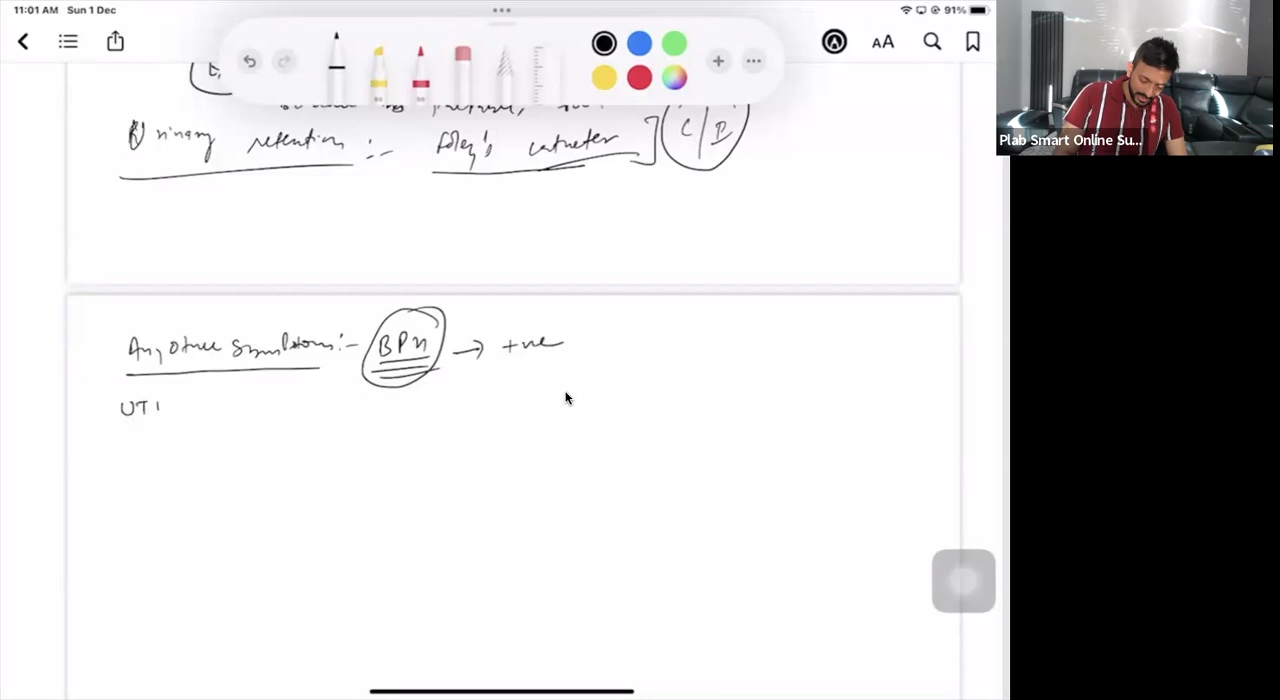 11:01 AM Sun 1 Dec
91%
AA
Plab Smart Online Su...
Urinary retention :- foley's catheter ] C/I
Any other symptoms :- BPH → +ve
UTI